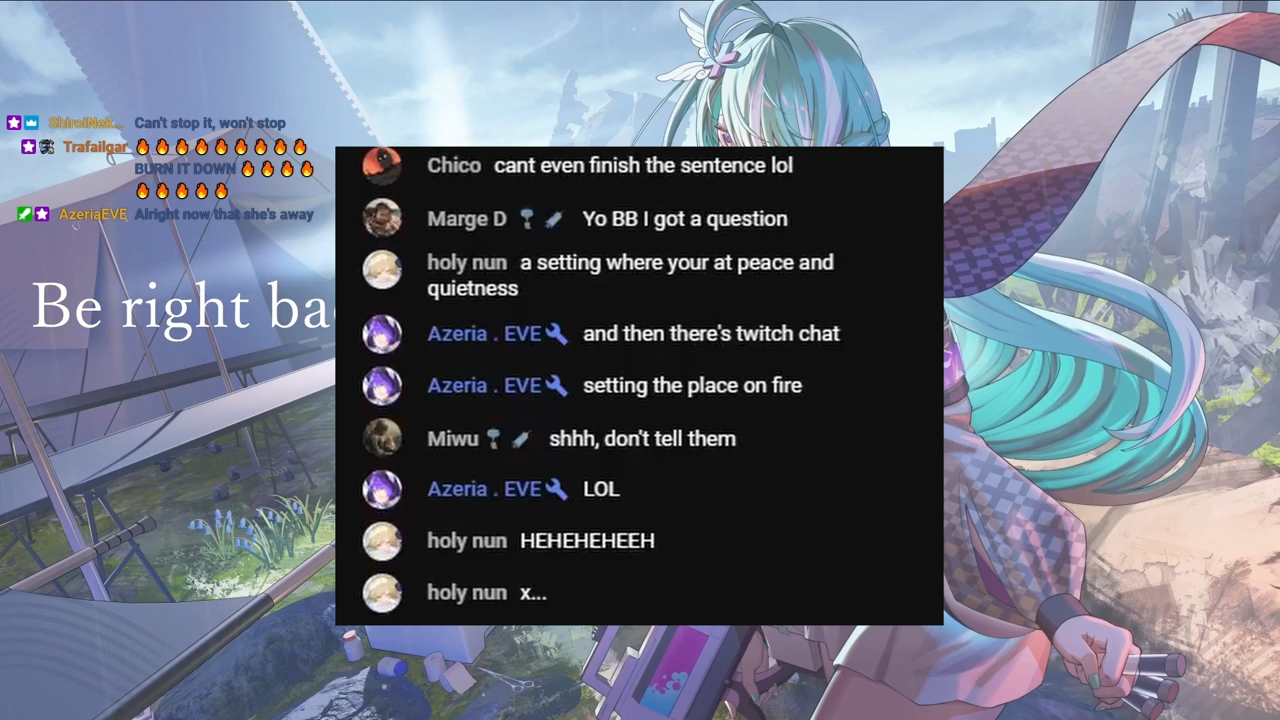 ShiroiNek... Can't stop it, won't stop
Trafalgar 🔥🔥🔥🔥🔥🔥🔥🔥🔥
BURN IT DOWN 🔥🔥🔥🔥
🔥🔥🔥🔥🔥
AzeriaEVE Alright now that she's away
Be right ba
Chico cant even finish the sentence lol
Marge D Yo BB I got a question
holy nun a setting where your at peace and
quietness
Azeria . EVE and then there's twitch chat
Azeria . EVE setting the place on fire
Miwu shhh, don't tell them
Azeria . EVE LOL
holy nun HEHEHEHEEH
holy nun x...